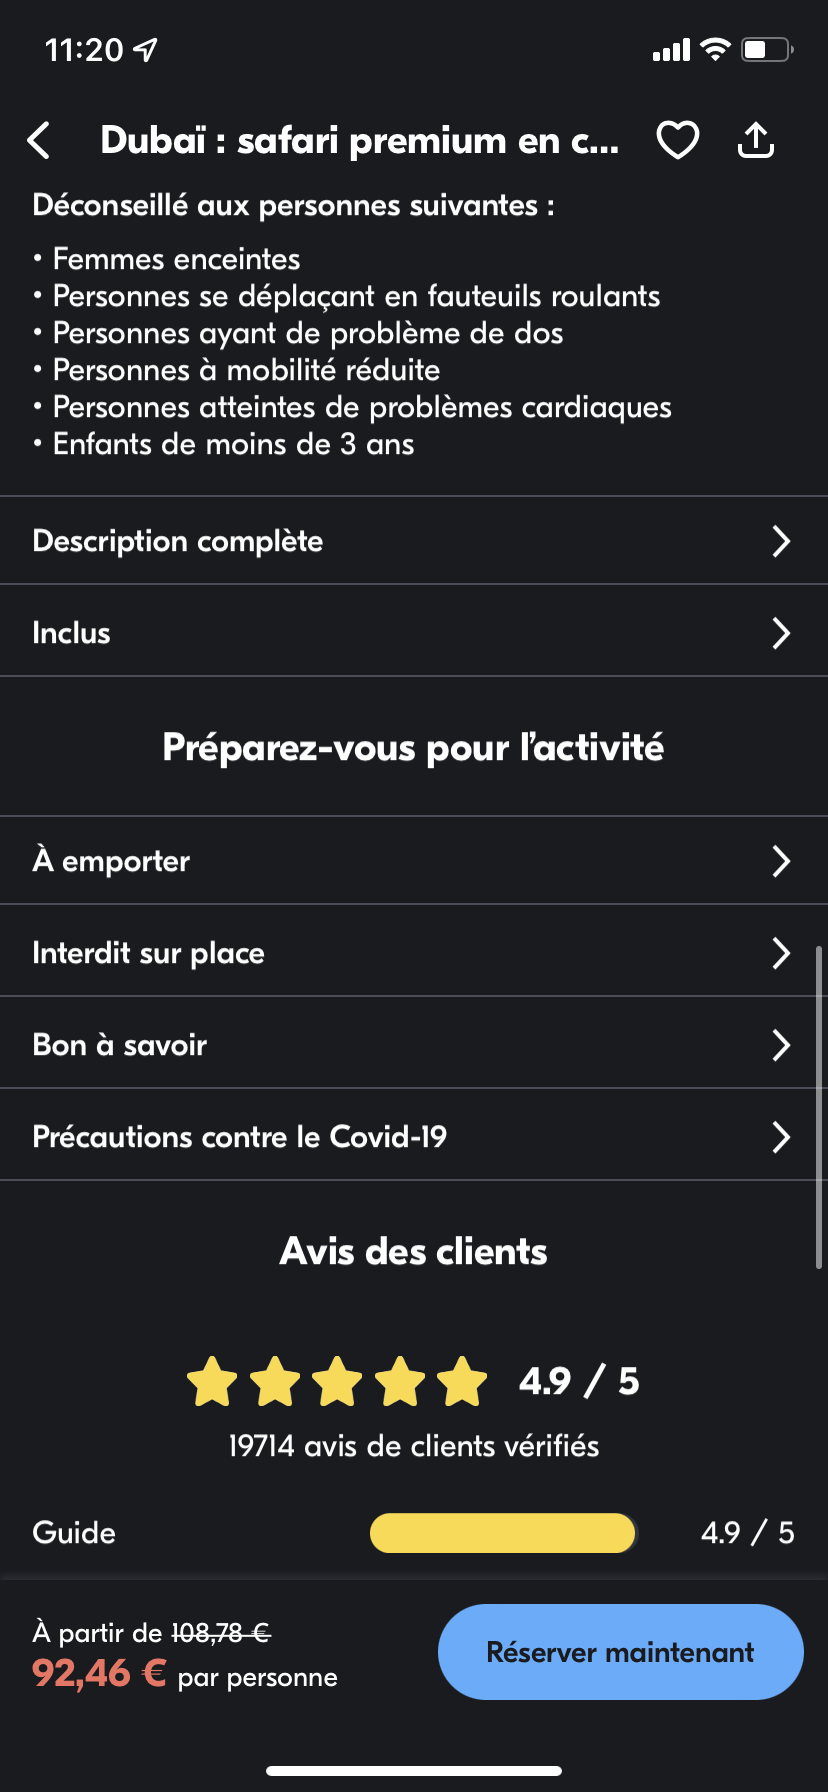 11:20
Dubaï : safari premium en c...
Déconseillé aux personnes suivantes :
• Femmes enceintes
• Personnes se déplaçant en fauteuils roulants
• Personnes ayant de problème de dos
• Personnes à mobilité réduite
• Personnes atteintes de problèmes cardiaques
• Enfants de moins de 3 ans
Description complète
Inclus
Préparez-vous pour l'activité
À emporter
Interdit sur place
Bon à savoir
Précautions contre le Covid-19
Avis des clients
4.9 / 5
19714 avis de clients vérifiés
Guide 4.9 / 5
À partir de 108,78 €
92,46 € par personne
Réserver maintenant